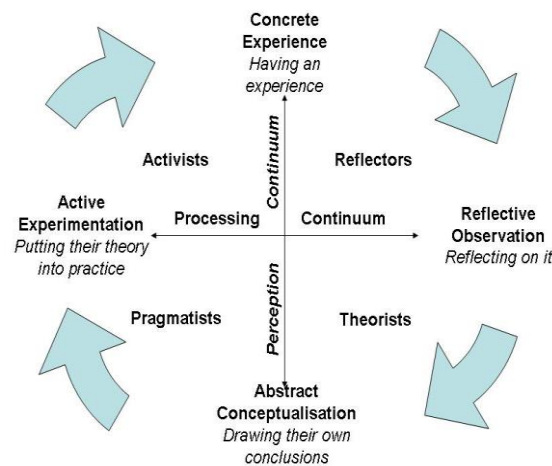 Concrete
Experience
Having an
experience
Continuum
Activists
Reflectors
Active
Experimentation
Putting their theory
into practice
Processing
Continuum
Reflective
Observation
Reflecting on it
Perception
Pragmatists
Theorists
Abstract
Conceptualisation
Drawing their own
conclusions